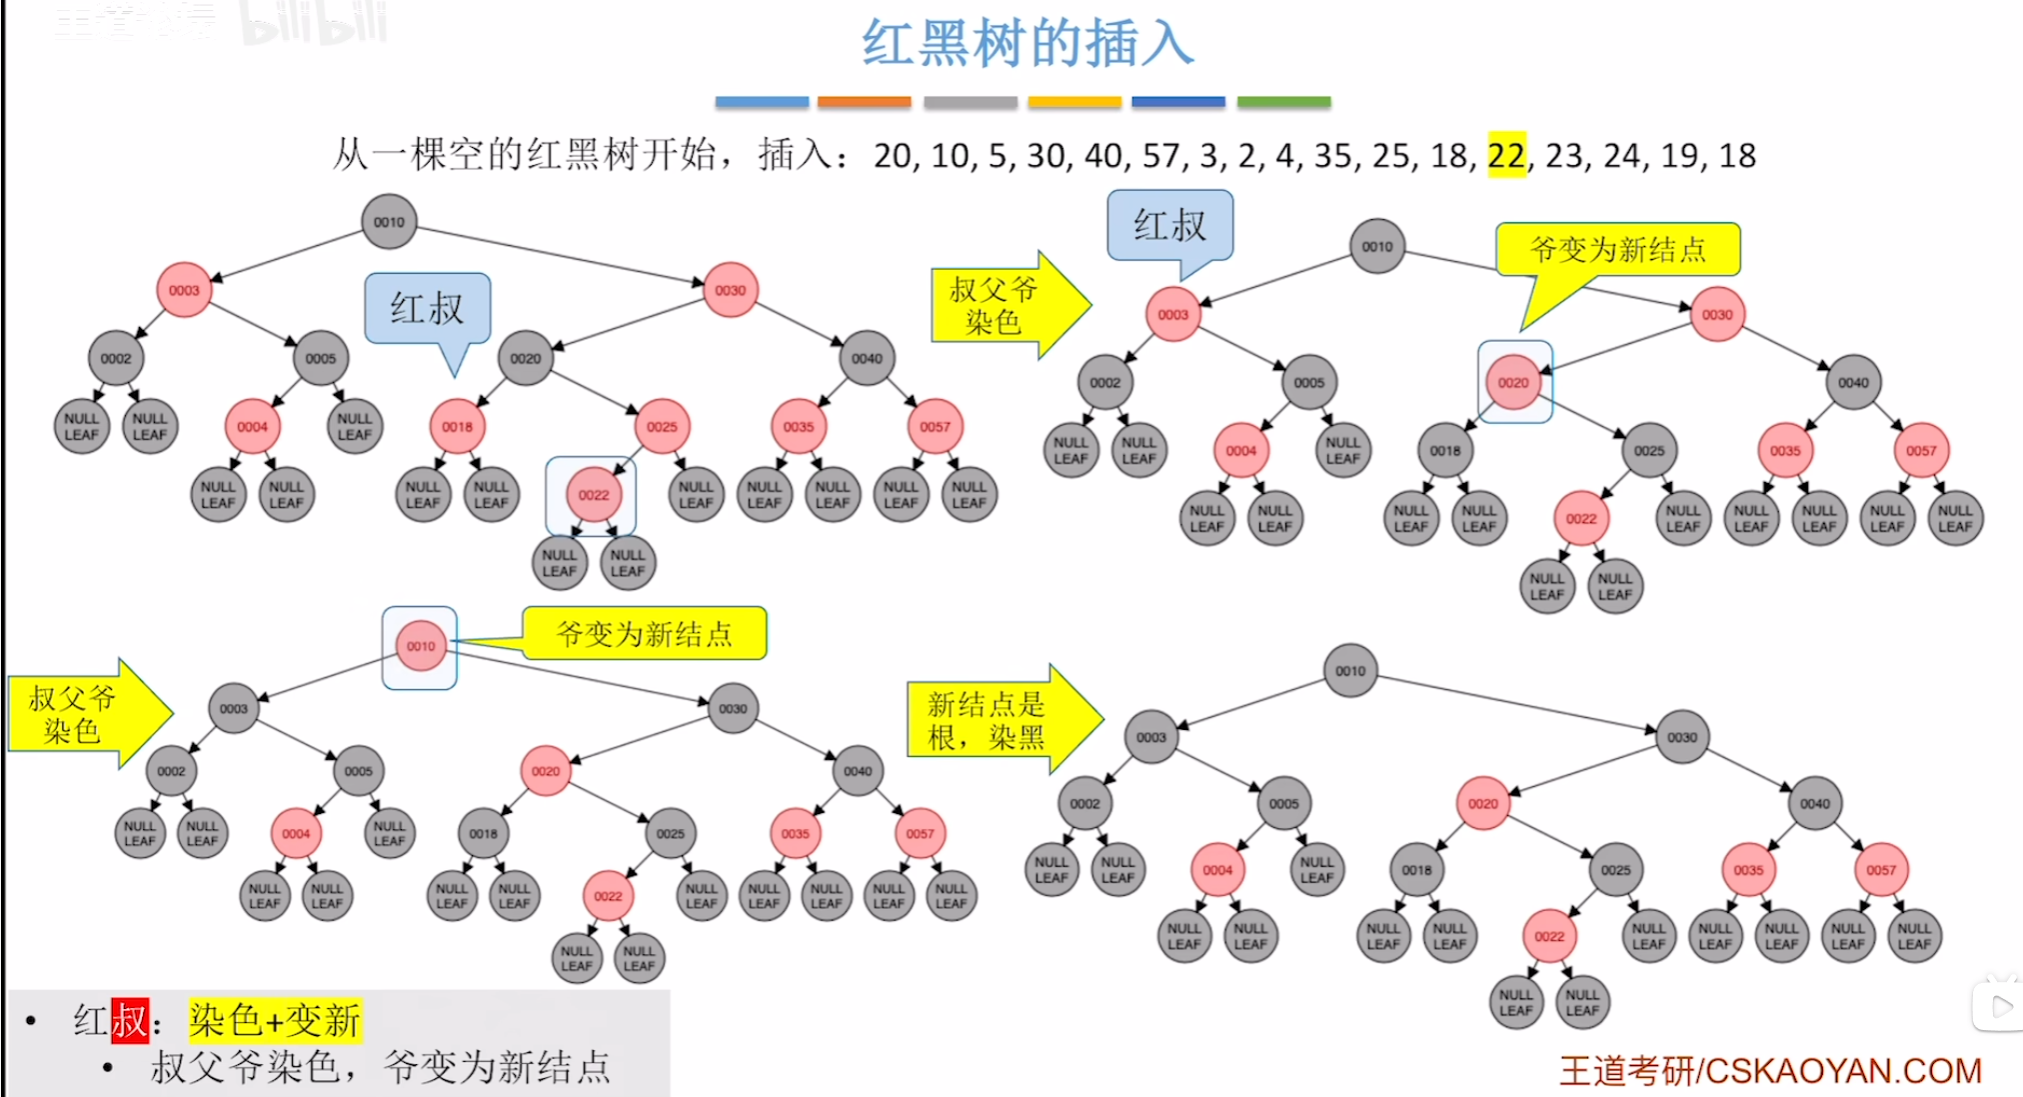 王道论坛 bilibili
红黑树的插入
从一棵空的红黑树开始，插入：20, 10, 5, 30, 40, 57, 3, 2, 4, 35, 25, 18, 22, 23, 24, 19, 18
0010
0003
0030
红叔
0002
0005
0020
0040
NULL LEAF
NULL LEAF
0004
NULL LEAF
0018
0025
0035
0057
NULL LEAF
NULL LEAF
NULL LEAF
NULL LEAF
0022
NULL LEAF
NULL LEAF
NULL LEAF
NULL LEAF
NULL LEAF
NULL LEAF
NULL LEAF
叔父爷
染色
红叔
爷变为新结点
0010
0003
0030
0002
0005
0020
0040
NULL LEAF
NULL LEAF
0004
NULL LEAF
0018
0025
0035
0057
NULL LEAF
NULL LEAF
NULL LEAF
NULL LEAF
0022
NULL LEAF
NULL LEAF
NULL LEAF
NULL LEAF
NULL LEAF
NULL LEAF
NULL LEAF
叔父爷
染色
0010
爷变为新结点
0003
0030
0002
0005
0020
0040
NULL LEAF
NULL LEAF
0004
NULL LEAF
0018
0025
0035
0057
NULL LEAF
NULL LEAF
NULL LEAF
NULL LEAF
0022
NULL LEAF
NULL LEAF
NULL LEAF
NULL LEAF
NULL LEAF
NULL LEAF
NULL LEAF
新结点是
根，染黑
0010
0003
0030
0002
0005
0020
0040
NULL LEAF
NULL LEAF
0004
NULL LEAF
0018
0025
0035
0057
NULL LEAF
NULL LEAF
NULL LEAF
NULL LEAF
0022
NULL LEAF
NULL LEAF
NULL LEAF
NULL LEAF
NULL LEAF
NULL LEAF
NULL LEAF
• 红叔：染色+变新
• 叔父爷染色，爷变为新结点
王道考研/CSKAOYAN.COM